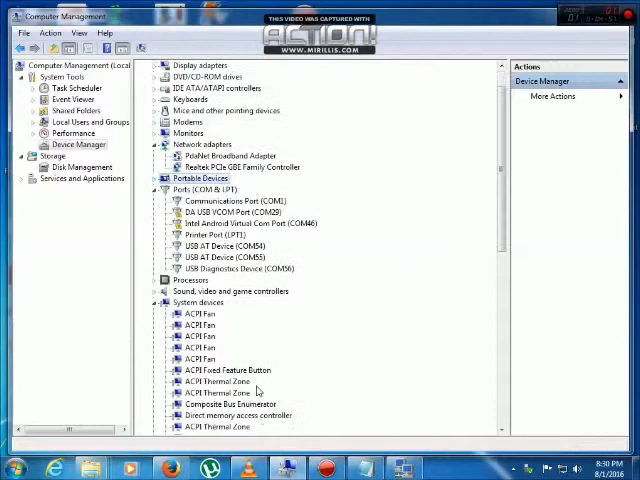 Computer Management
THIS VIDEO WAS CAPTURED WITH
ACTION!
WWW.MIRILLIS.COM
File Action View Help
Computer Management (Local
System Tools
Task Scheduler
Event Viewer
Shared Folders
Local Users and Groups
Performance
Device Manager
Storage
Disk Management
Services and Applications
Display adapters
DVD/CD-ROM drives
IDE ATA/ATAPI controllers
Keyboards
Mice and other pointing devices
Modems
Monitors
Network adapters
PdaNet Broadband Adapter
Realtek PCIe GBE Family Controller
Portable Devices
Ports (COM & LPT)
Communications Port (COM1)
DA USB VCOM Port (COM29)
Intel Android Virtual Com Port (COM46)
Printer Port (LPT1)
USB AT Device (COM54)
USB AT Device (COM55)
USB Diagnostics Device (COM56)
Processors
Sound, video and game controllers
System devices
ACPI Fan
ACPI Fan
ACPI Fan
ACPI Fan
ACPI Fan
ACPI Fixed Feature Button
ACPI Thermal Zone
ACPI Thermal Zone
Composite Bus Enumerator
Direct memory access controller
ACPI Thermal Zone
Actions
Device Manager
More Actions
8:30 PM
8/1/2016